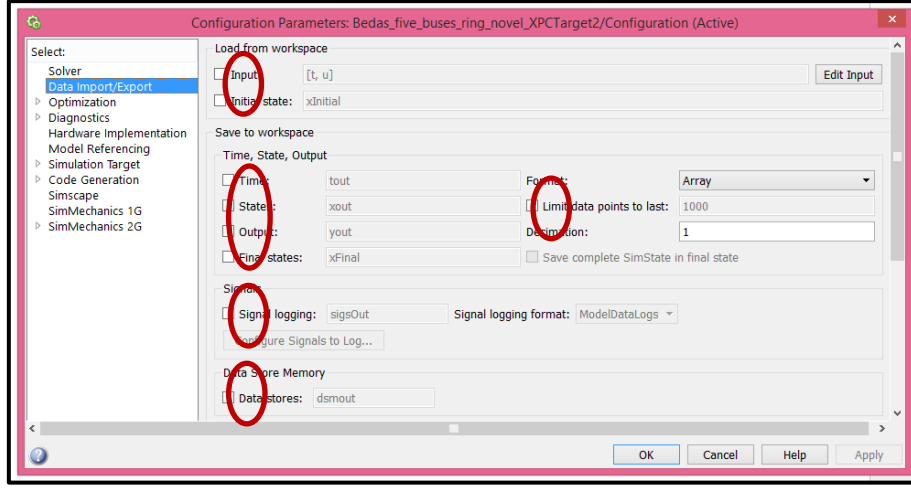 Configuration Parameters: Bedas_five_buses_ring_novel_XPCTarget2/Configuration (Active)
Select:
Solver
Data Import/Export
Optimization
Diagnostics
Hardware Implementation
Model Referencing
Simulation Target
Code Generation
Simscape
SimMechanics 1G
SimMechanics 2G
Load from workspace
Input: [t, u] Edit Input
Initial state: xInitial
Save to workspace
Time, State, Output
Time: tout Format: Array
States: xout Limit data points to last: 1000
Output: yout Decimation: 1
Final states: xFinal Save complete SimState in final state
Signals
Signal logging: sigsOut Signal logging format: ModelDataLogs
Configure Signals to Log...
Data Store Memory
Data stores: dsmout
OK Cancel Help Apply